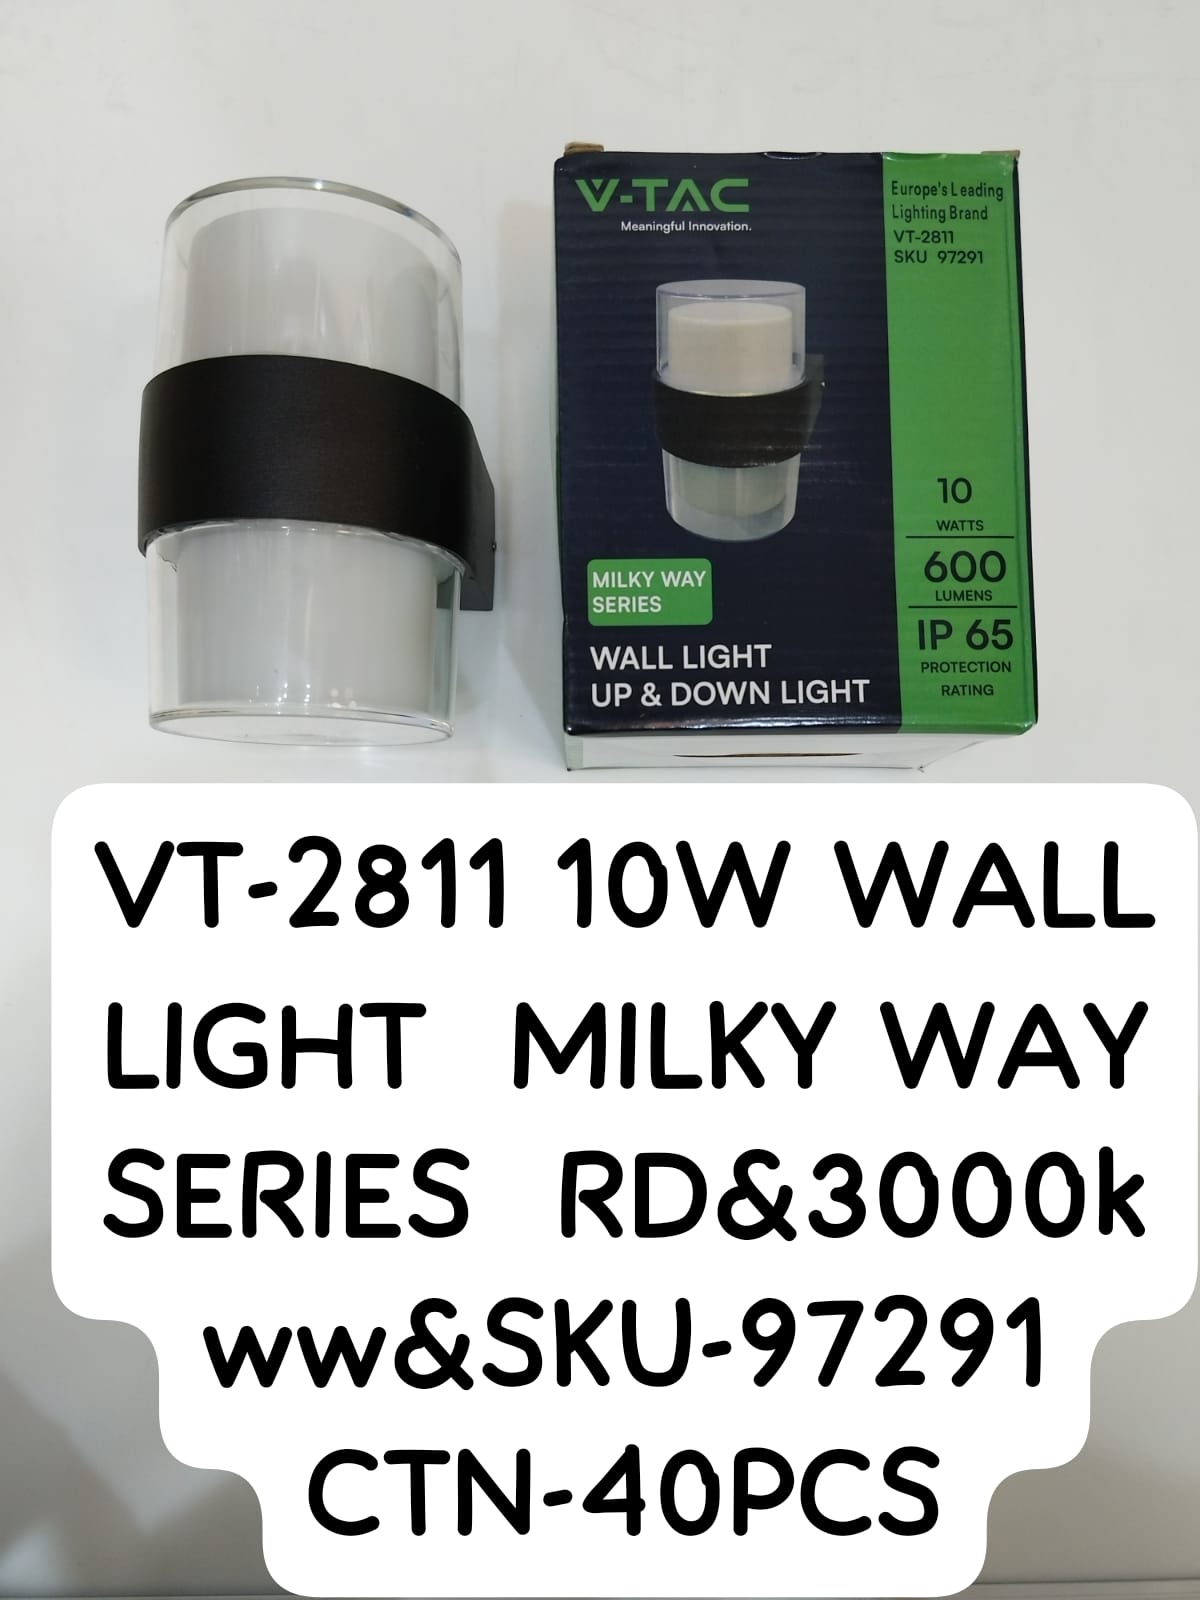 V-TAC
Meaningful Innovation.
Europe's Leading
Lighting Brand
VT-2811
SKU 97291
10
WATTS
600
LUMENS
IP 65
PROTECTION
RATING
MILKY WAY
SERIES
WALL LIGHT
UP & DOWN LIGHT
VT-2811 10W WALL
LIGHT MILKY WAY
SERIES RD&3000k
ww&SKU-97291
CTN-40PCS